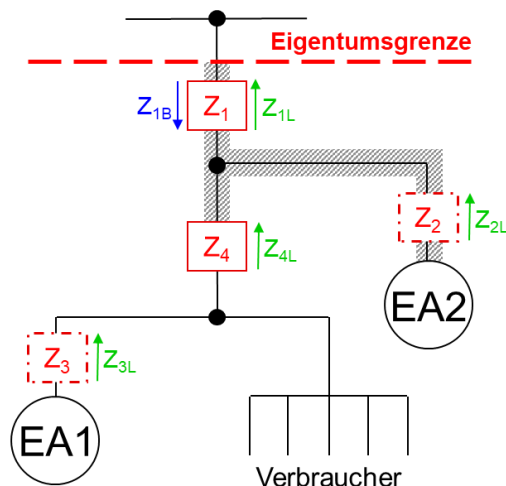 Eigentumsgrenze
Z1B
Z1
Z1L
Z2
Z2L
Z4
Z4L
EA2
Z3
Z3L
EA1
Verbraucher